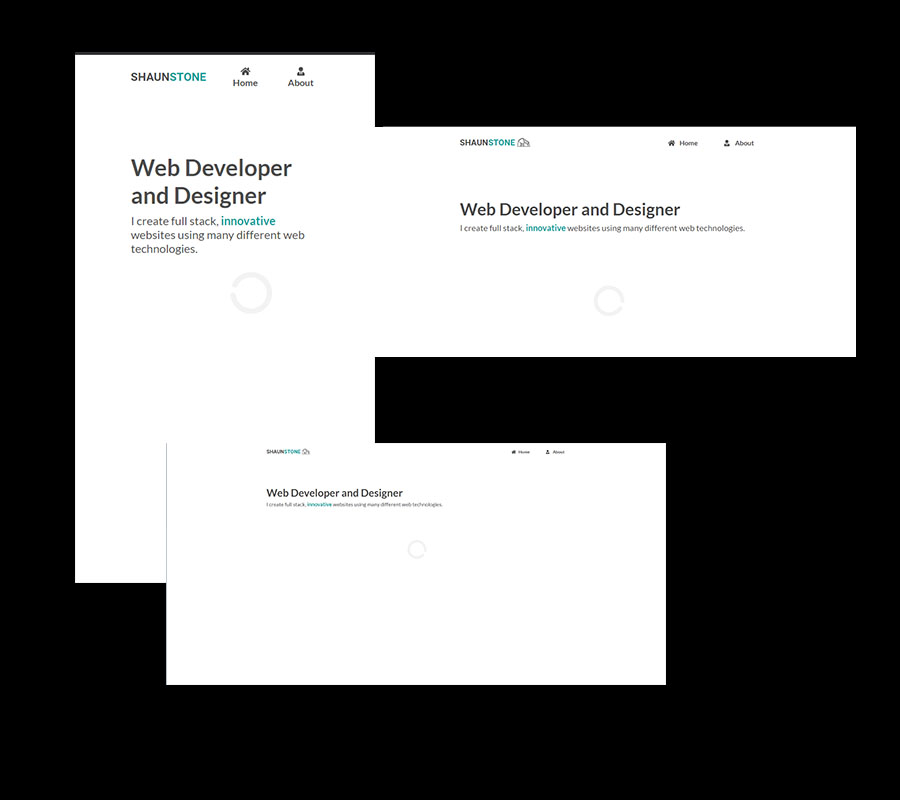 SHAUNSTONE
Home
About
Web Developer
and Designer
I create full stack, innovative
websites using many different web
technologies.
SHAUNSTONE
Home
About
Web Developer and Designer
I create full stack, innovative websites using many different web technologies.
SHAUNSTONE
Home
About
Web Developer and Designer
I create full stack, innovative websites using many different web technologies.